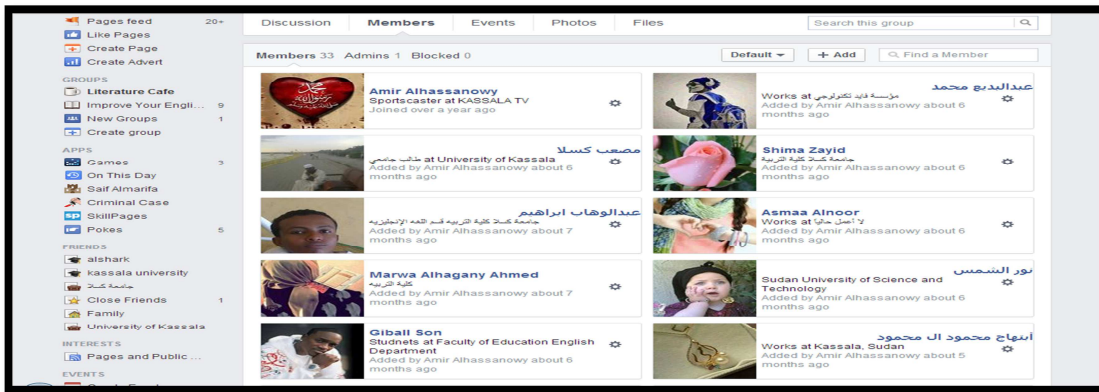 Pages feed 20+
Like Pages
Create Page
Create Advert
GROUPS
Literature Cafe
Improve Your Engli... 9
New Groups 1
Create group
APPS
Games 3
On This Day
Saif Almarifa
Criminal Case
SkillPages
Pokes 5
FRIENDS
alshark
kassala university
جامعة كسلا
Close Friends 1
Family
University of Kassala
INTERESTS
Pages and Public ...
EVENTS
Discussion Members Events Photos Files Search this group
Members 33 Admins 1 Blocked 0 Default + Add Find a Member
Amir Alhassanowy
Sportscaster at KASSALA TV
Joined over a year ago
عبدالبديع محمد
Works at مؤسسة فايد تكنولوجي
Added by Amir Alhassanowy about 6
months ago
مصعب كسلا
طالب جامعي at University of Kassala
Added by Amir Alhassanowy about 6
months ago
Shima Zayid
جامعة كسلا كلية التربية
Added by Amir Alhassanowy about 6
months ago
عبدالوهاب ابراهيم
جامعة كسلا كلية التربيه قسم اللغه الإنجليزيه
Added by Amir Alhassanowy about 7
months ago
Asmaa Alnoor
Works at لا أعمل حالياً
Added by Amir Alhassanowy about 6
months ago
Marwa Alhagany Ahmed
كلية التربيه
Added by Amir Alhassanowy about 7
months ago
نور الشمس
Sudan University of Science and
Technology
Added by Amir Alhassanowy about 6
months ago
Giball Son
Studnets at Faculty of Education English
Department
Added by Amir Alhassanowy about 6
months ago
أبتهاج محمود ال محمود
Works at Kassala, Sudan
Added by Amir Alhassanowy about 5
months ago